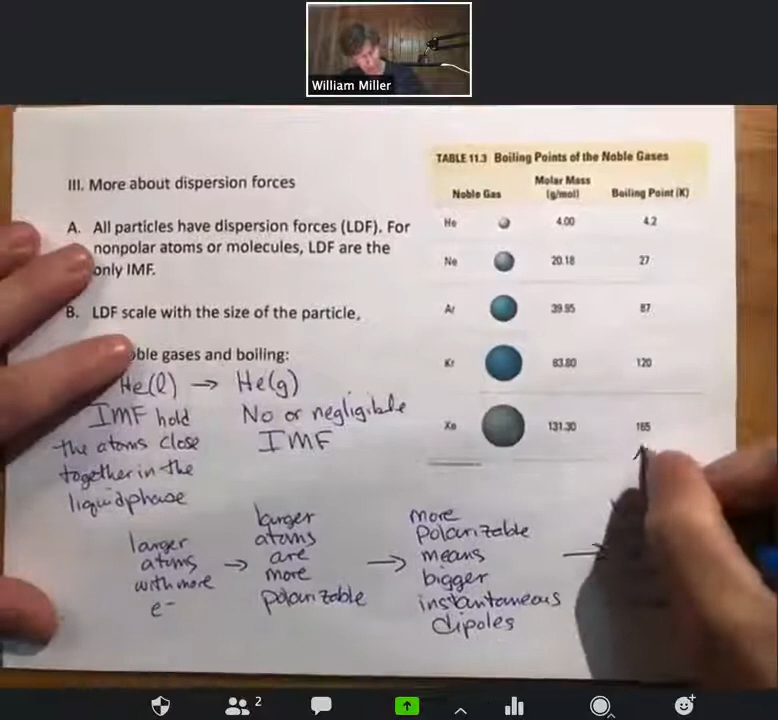 William Miller
III. More about dispersion forces
A. All particles have dispersion forces (LDF). For
nonpolar atoms or molecules, LDF are the
only IMF.
B. LDF scale with the size of the particle.
ble gases and boiling:
He(l) → He(g)
IMF hold
the atoms close
together in the
liquid phase
No or negligible
IMF
TABLE 11.3 Boiling Points of the Noble Gases
Noble Gas Molar Mass (g/mol) Boiling Point (K)
He 4.00 4.2
Ne 20.18 27
Ar 39.95 87
Kr 83.80 120
Xe 131.30 165
larger
atoms
with more
e-
→
larger
atoms
are
more
polarizable
→
more
polarizable
means
bigger
instantaneous
dipoles
→
2